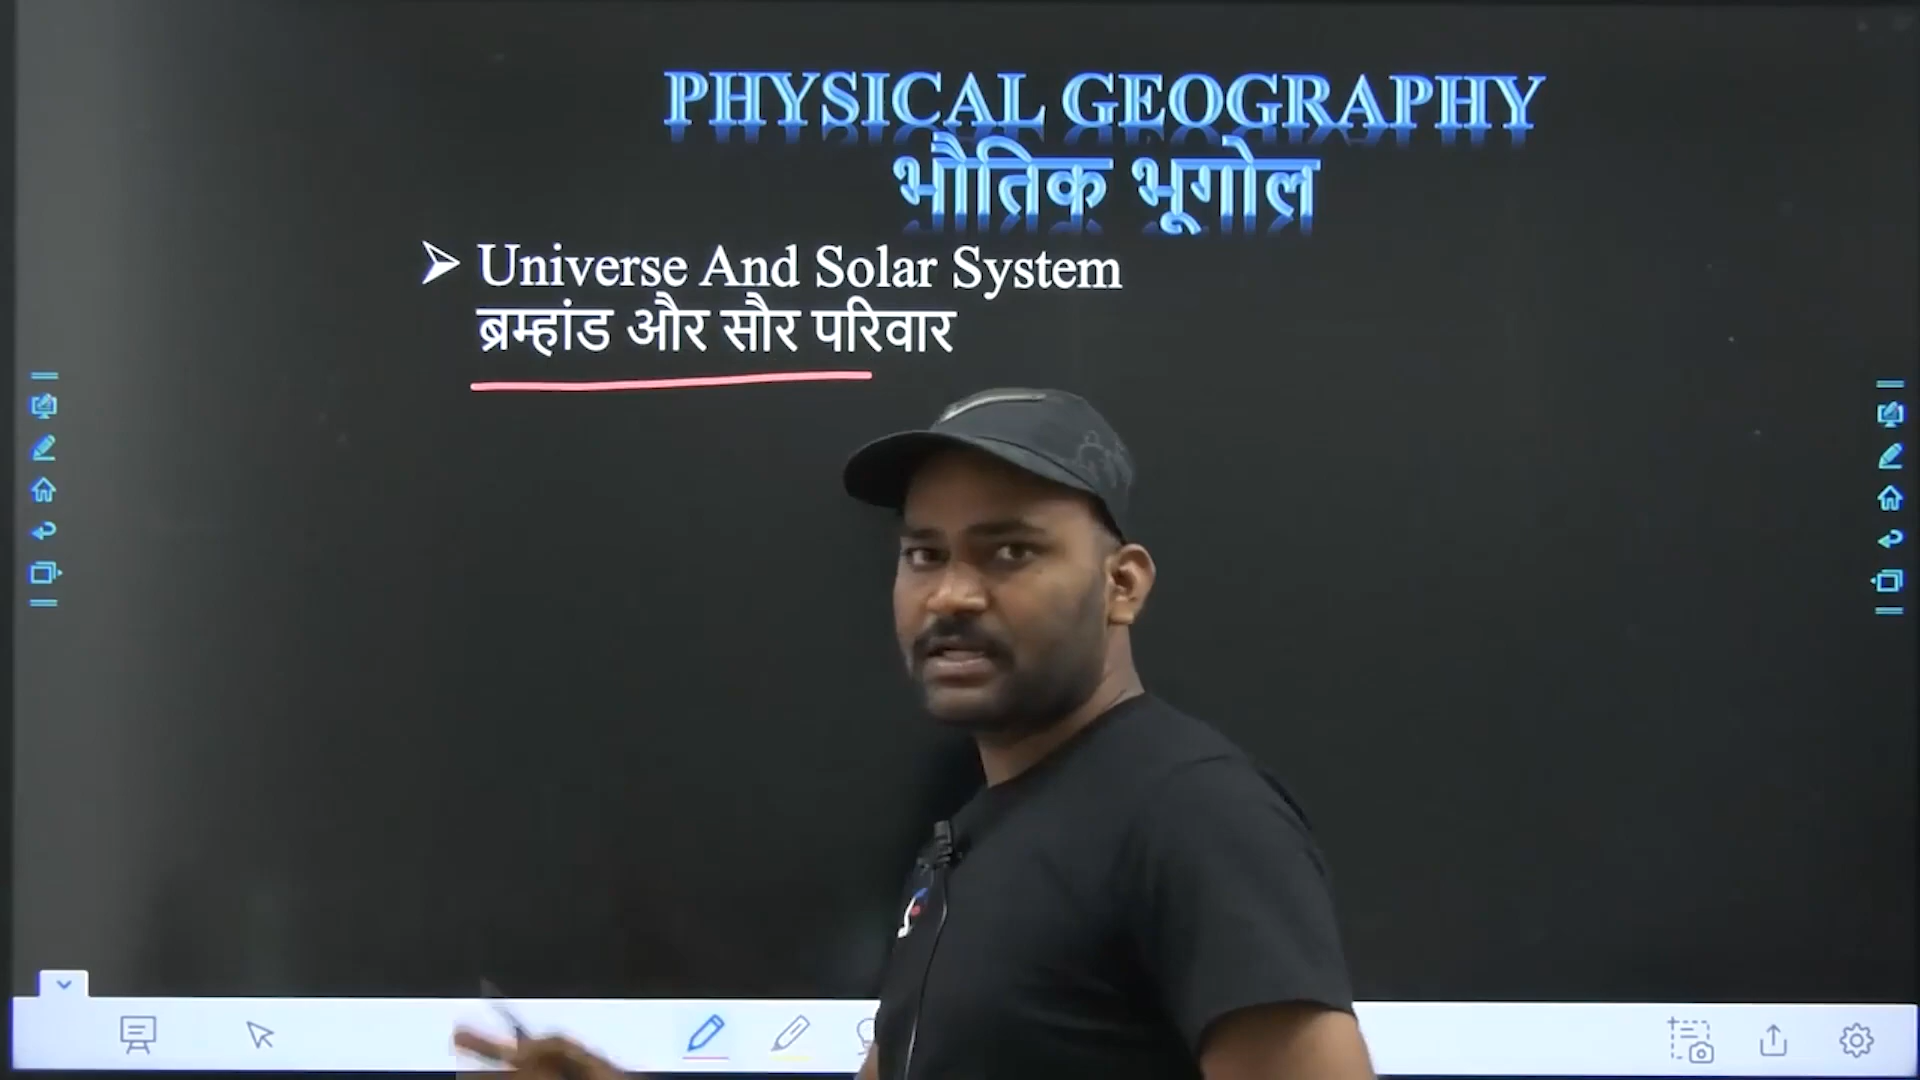 PHYSICAL GEOGRAPHY
भौतिक भूगोल
Universe And Solar System
ब्रम्हांड और सौर परिवार